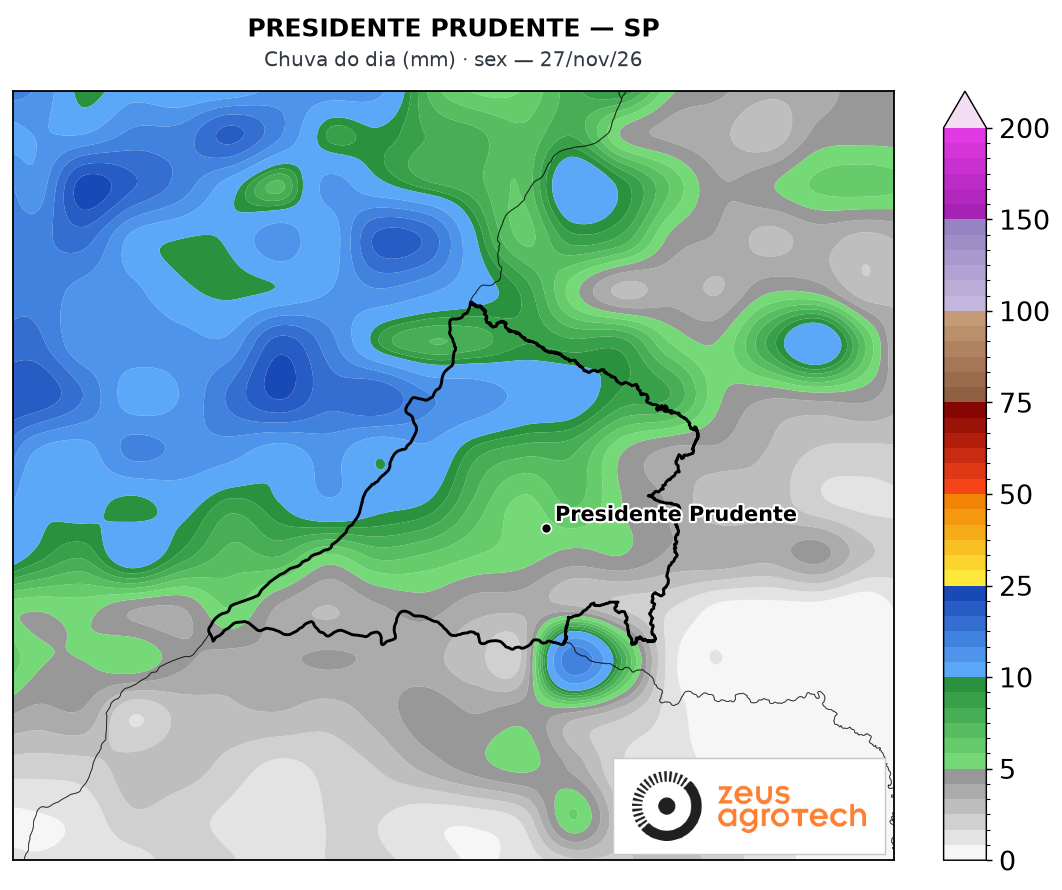 PRESIDENTE PRUDENTE — SP
Chuva do dia (mm) · sex — 27/nov/26
200
150
100
75
50
25
10
5
0
Presidente Prudente
zeus
agrotech